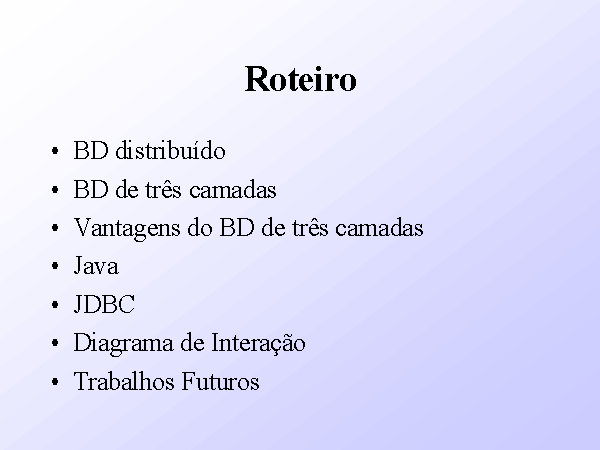 Roteiro
• BD distribuído
• BD de três camadas
• Vantagens do BD de três camadas
• Java
• JDBC
• Diagrama de Interação
• Trabalhos Futuros